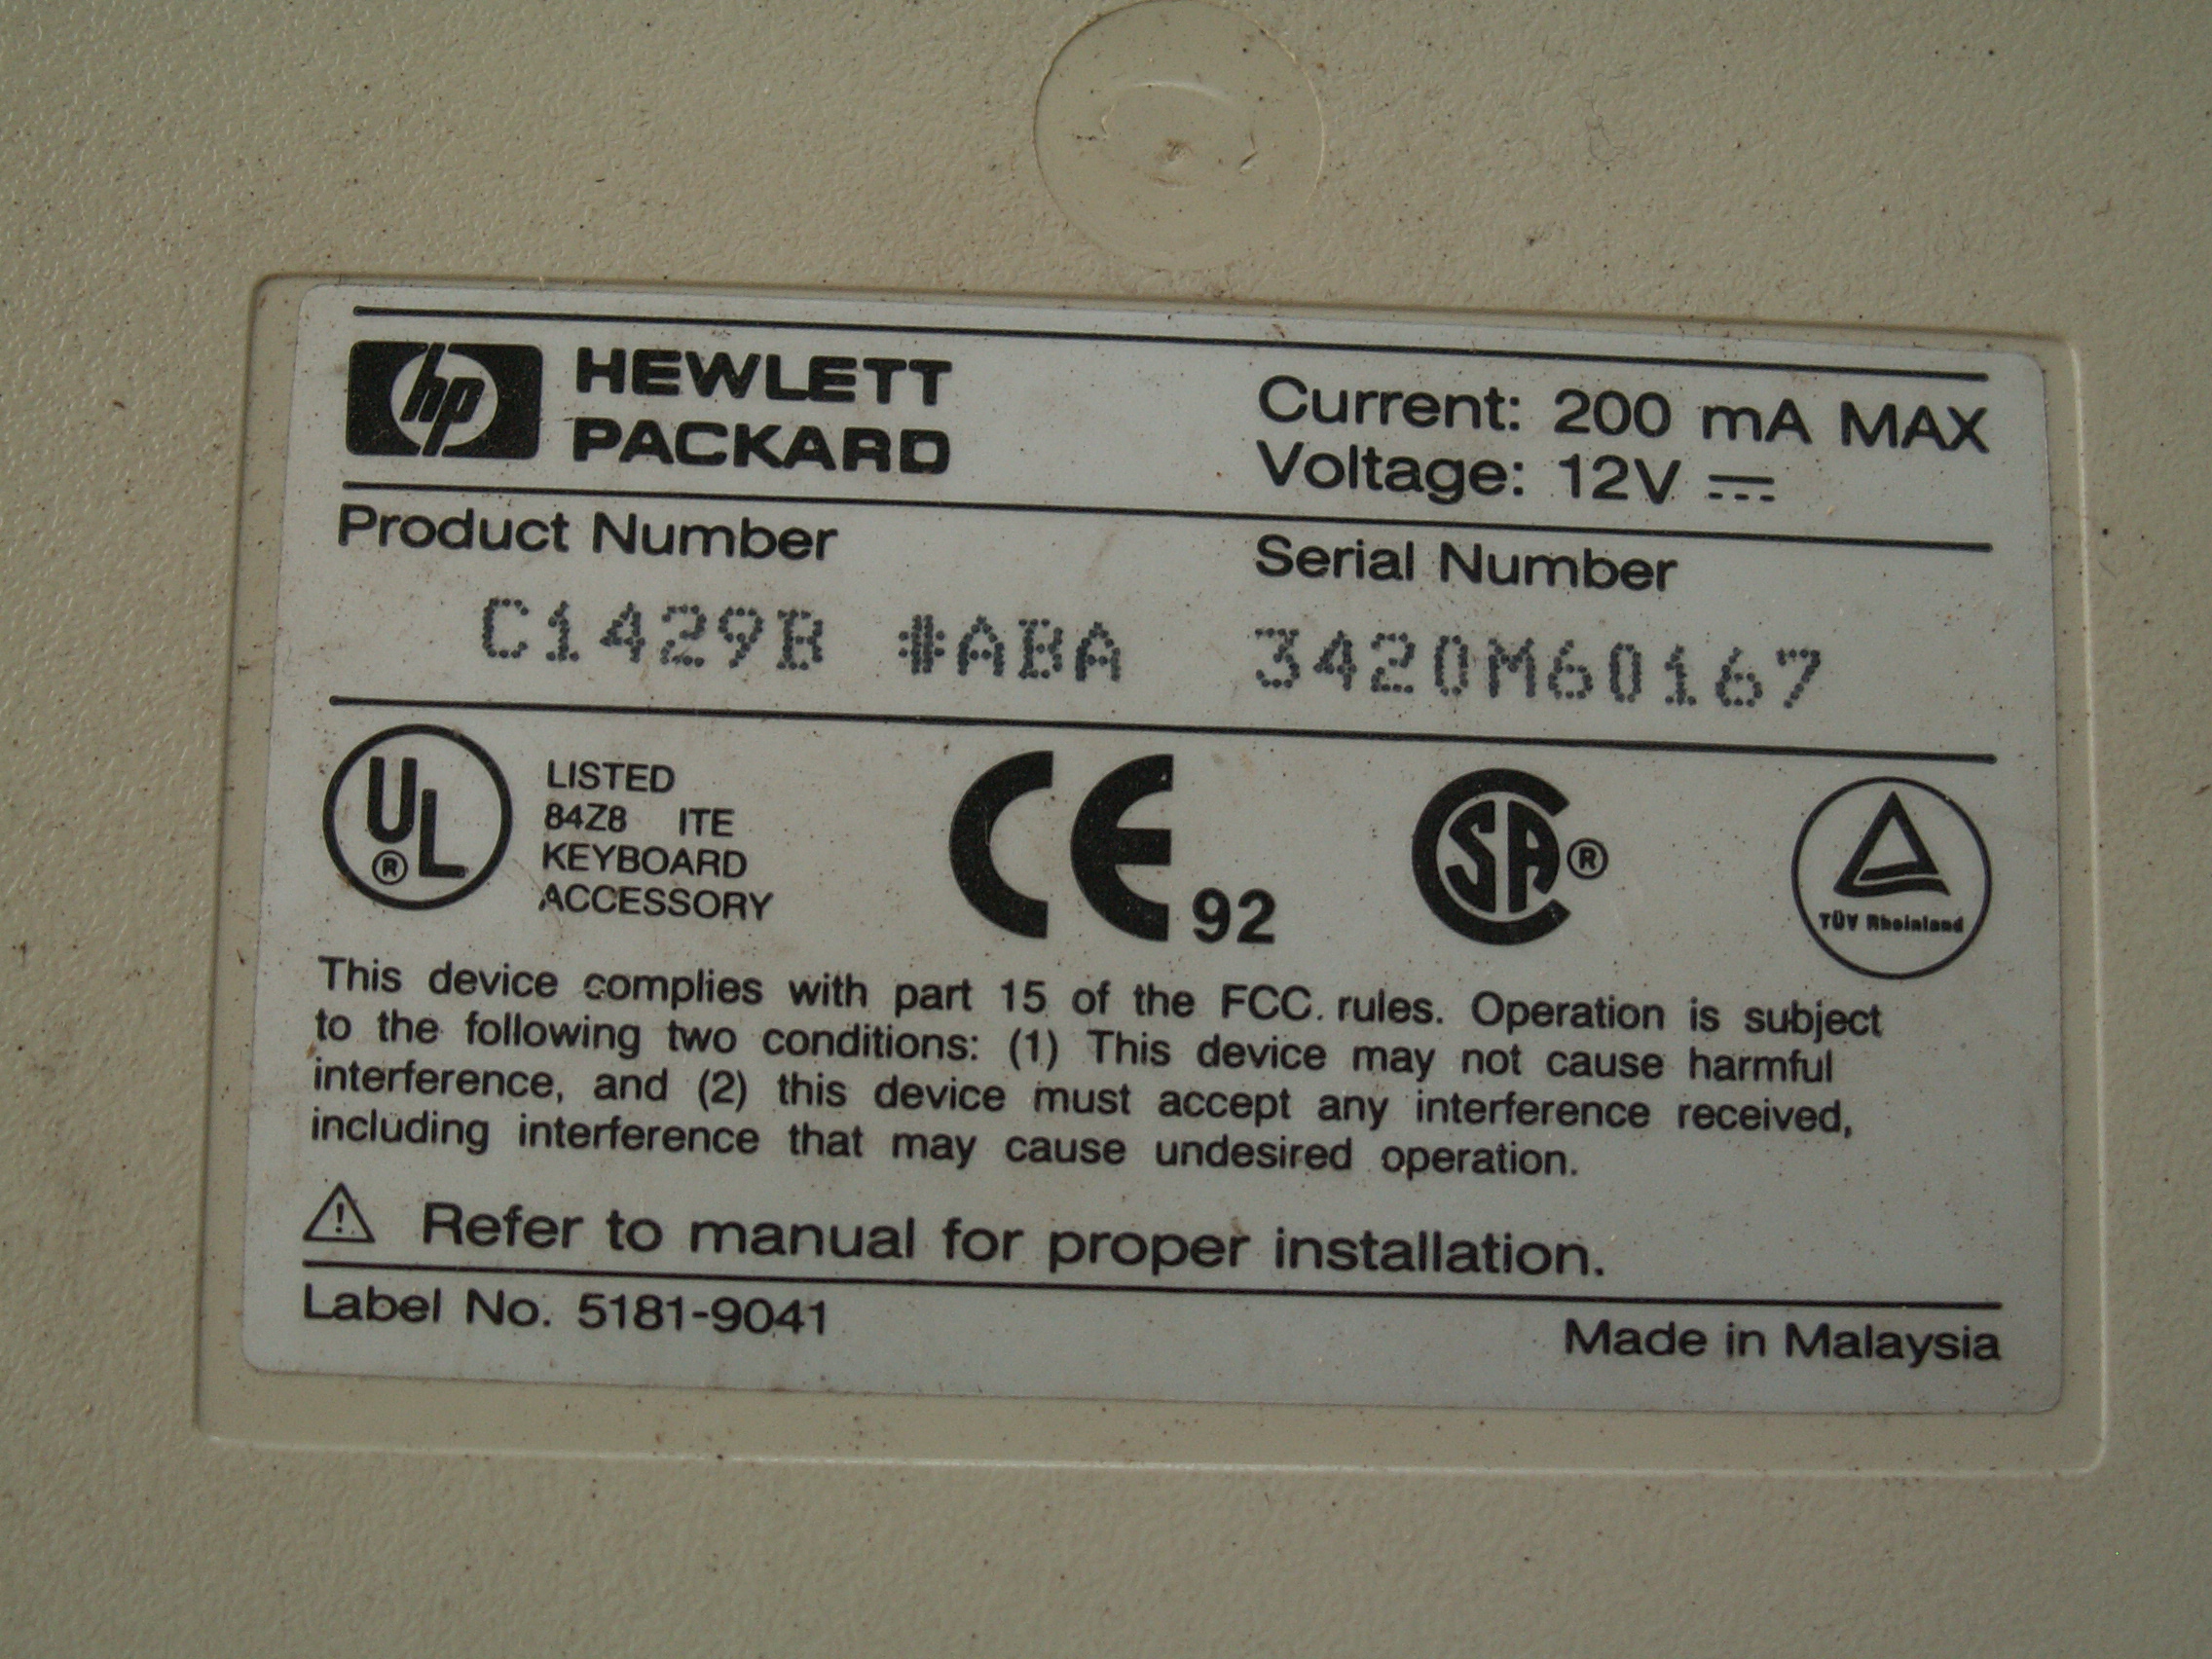 hp HEWLETT
PACKARD
Current: 200 mA MAX
Voltage: 12V
Product Number
Serial Number
C1429B #ABA 3420M60167
UL ®
LISTED
84Z8 ITE
KEYBOARD
ACCESSORY
CE 92
CSA ®
TÜV Rheinland
This device complies with part 15 of the FCC. rules. Operation is subject
to the following two conditions: (1) This device may not cause harmful
interference, and (2) this device must accept any interference received,
including interference that may cause undesired operation.
⚠ Refer to manual for proper installation.
Label No. 5181-9041
Made in Malaysia